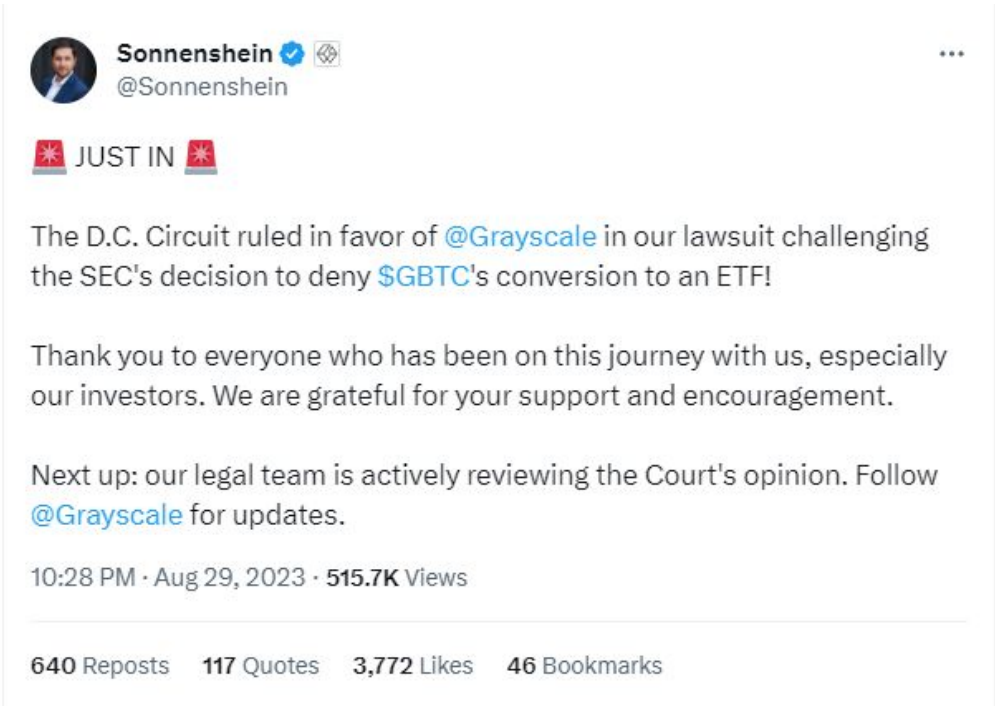 Sonnenshein
@Sonnenshein
🚨 JUST IN 🚨
The D.C. Circuit ruled in favor of @Grayscale in our lawsuit challenging
the SEC's decision to deny $GBTC's conversion to an ETF!
Thank you to everyone who has been on this journey with us, especially
our investors. We are grateful for your support and encouragement.
Next up: our legal team is actively reviewing the Court's opinion. Follow
@Grayscale for updates.
10:28 PM · Aug 29, 2023 · 515.7K Views
640 Reposts 117 Quotes 3,772 Likes 46 Bookmarks